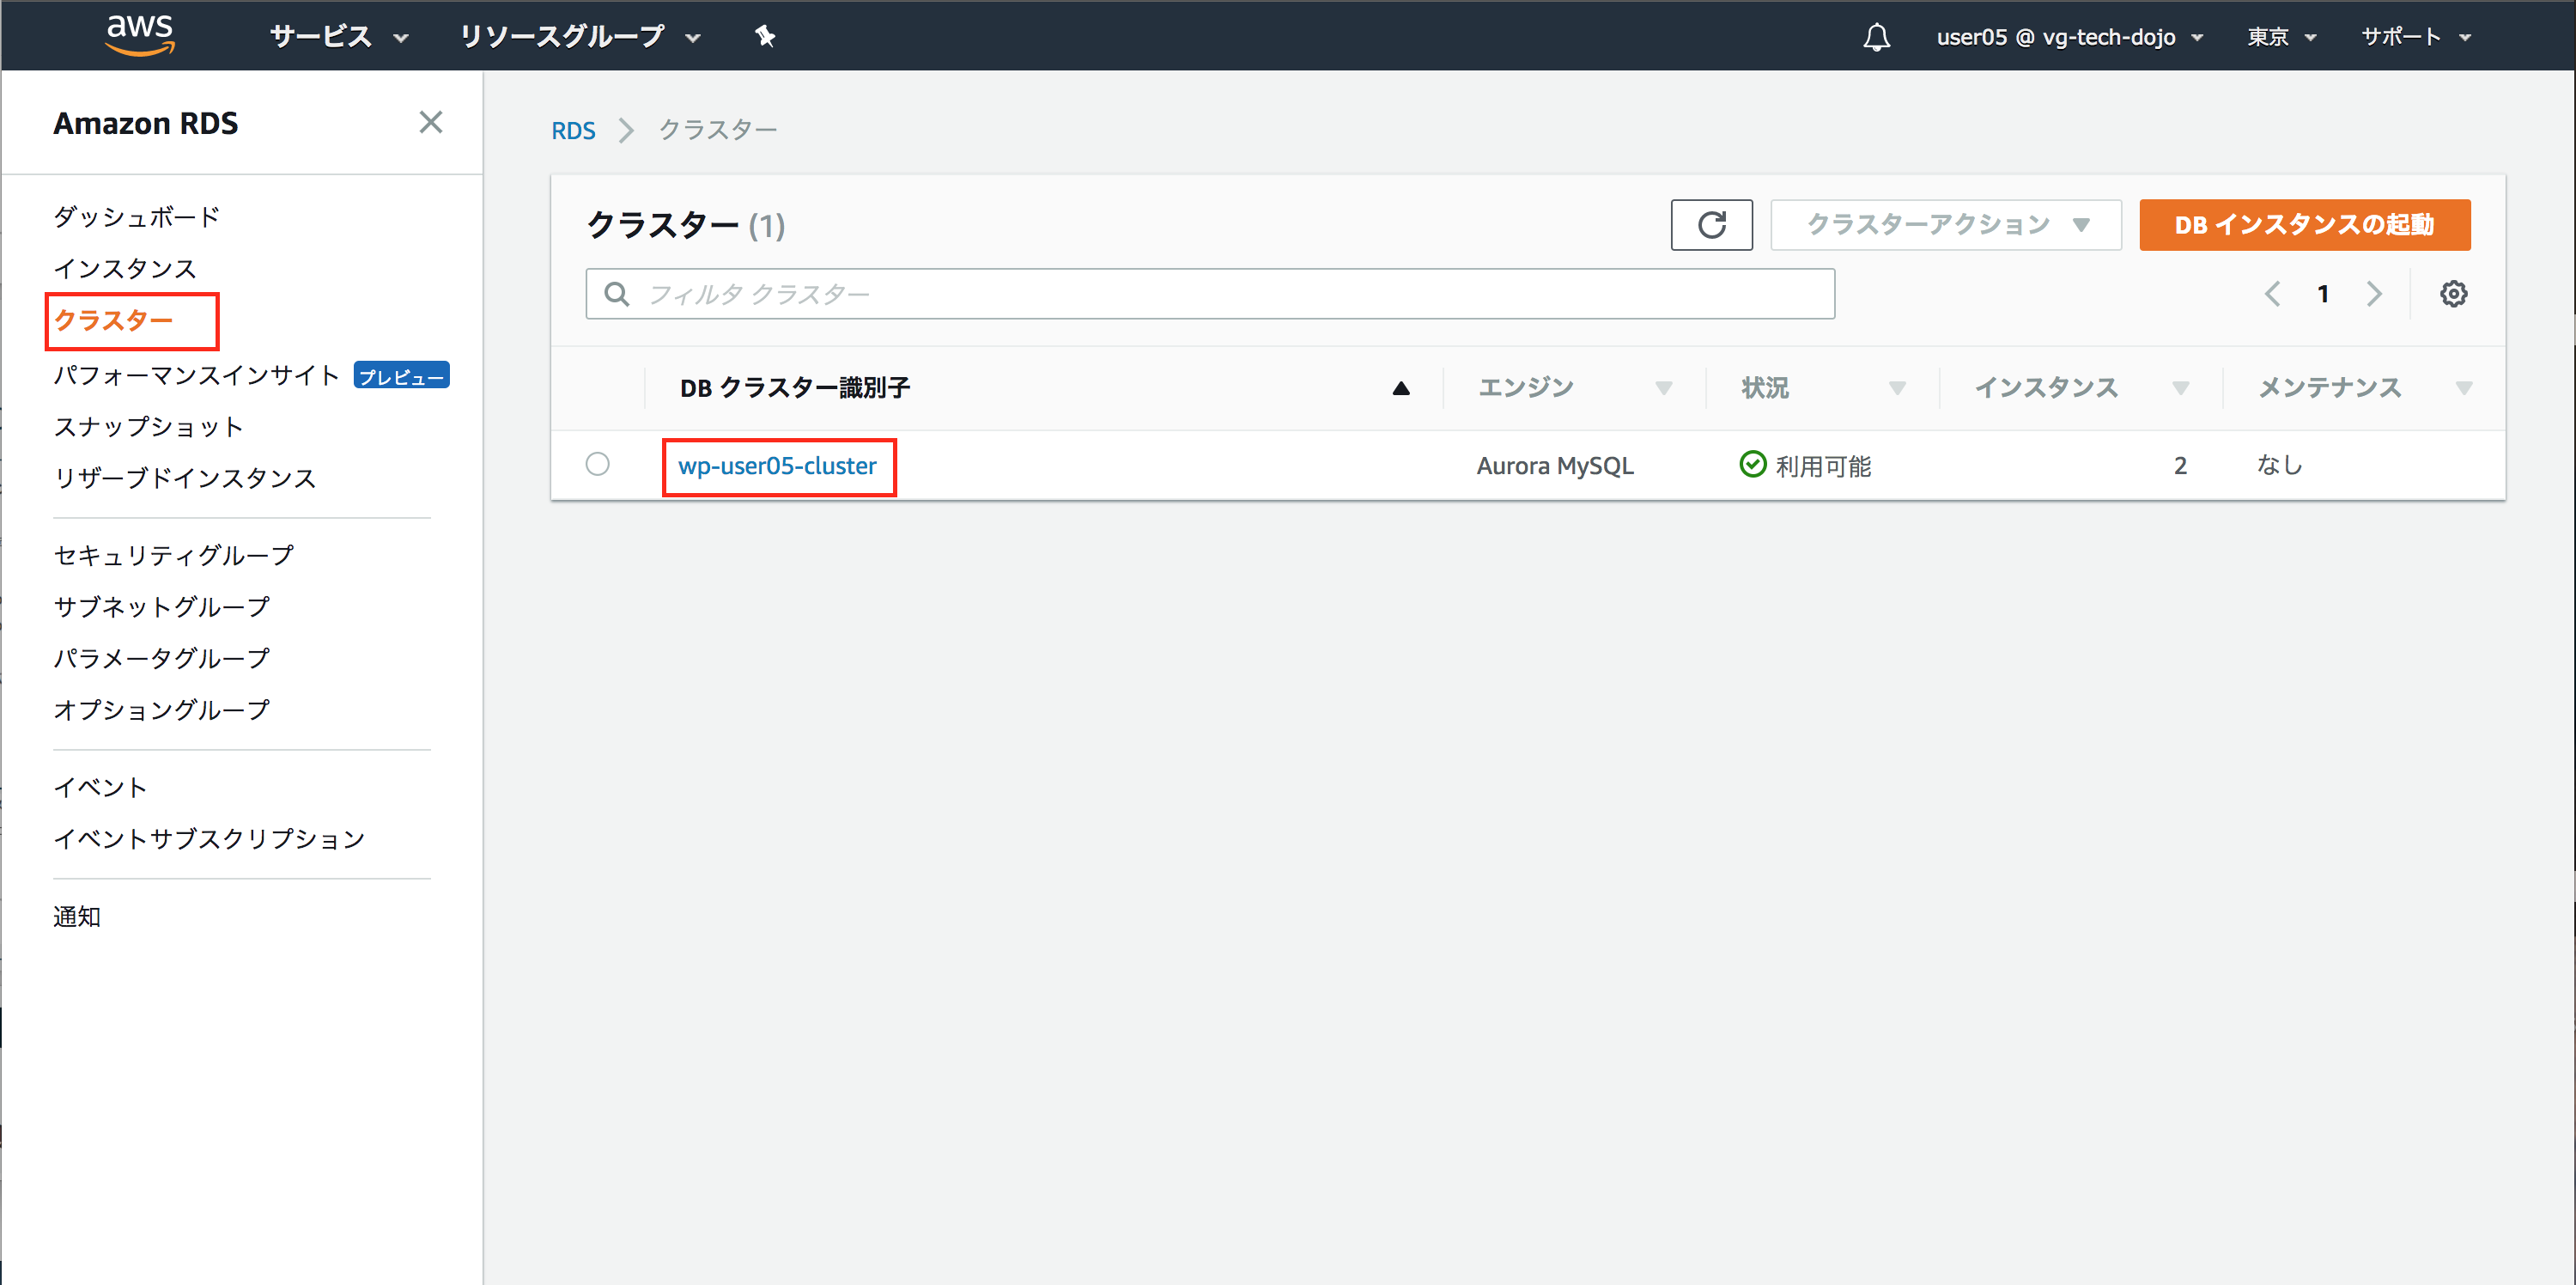 aws サービス リソースグループ user05 @ vg-tech-dojo 東京 サポート
Amazon RDS
ダッシュボード
インスタンス
クラスター
パフォーマンスインサイト プレビュー
スナップショット
リザーブドインスタンス
セキュリティグループ
サブネットグループ
パラメータグループ
オプショングループ
イベント
イベントサブスクリプション
通知
RDS クラスター
クラスター (1)
クラスターアクション
DB インスタンスの起動
フィルタ クラスター
1
DB クラスター識別子 エンジン 状況 インスタンス メンテナンス
wp-user05-cluster Aurora MySQL 利用可能 2 なし